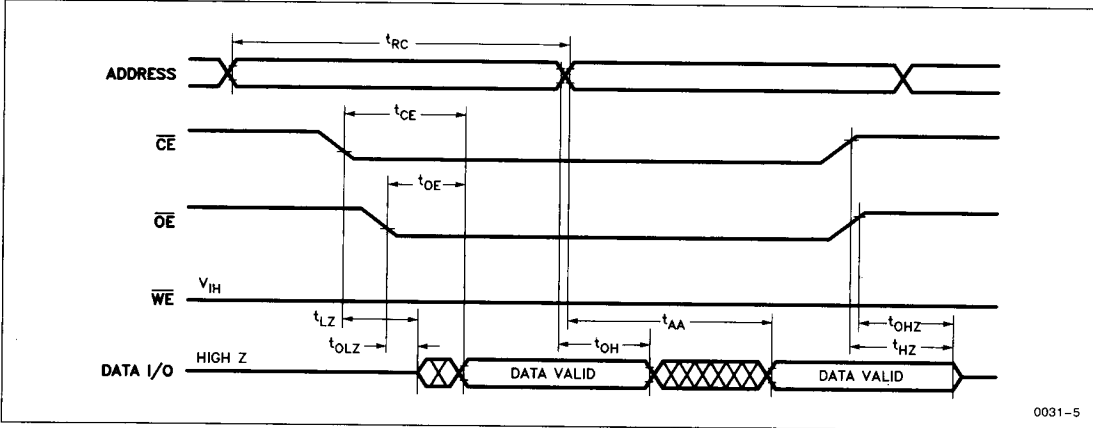 tRC
ADDRESS
tCE
CE
tOE
OE
WE VIH
tLZ tAA tOHZ
tOLZ tOH tHZ
DATA I/O HIGH Z DATA VALID DATA VALID
0031-5